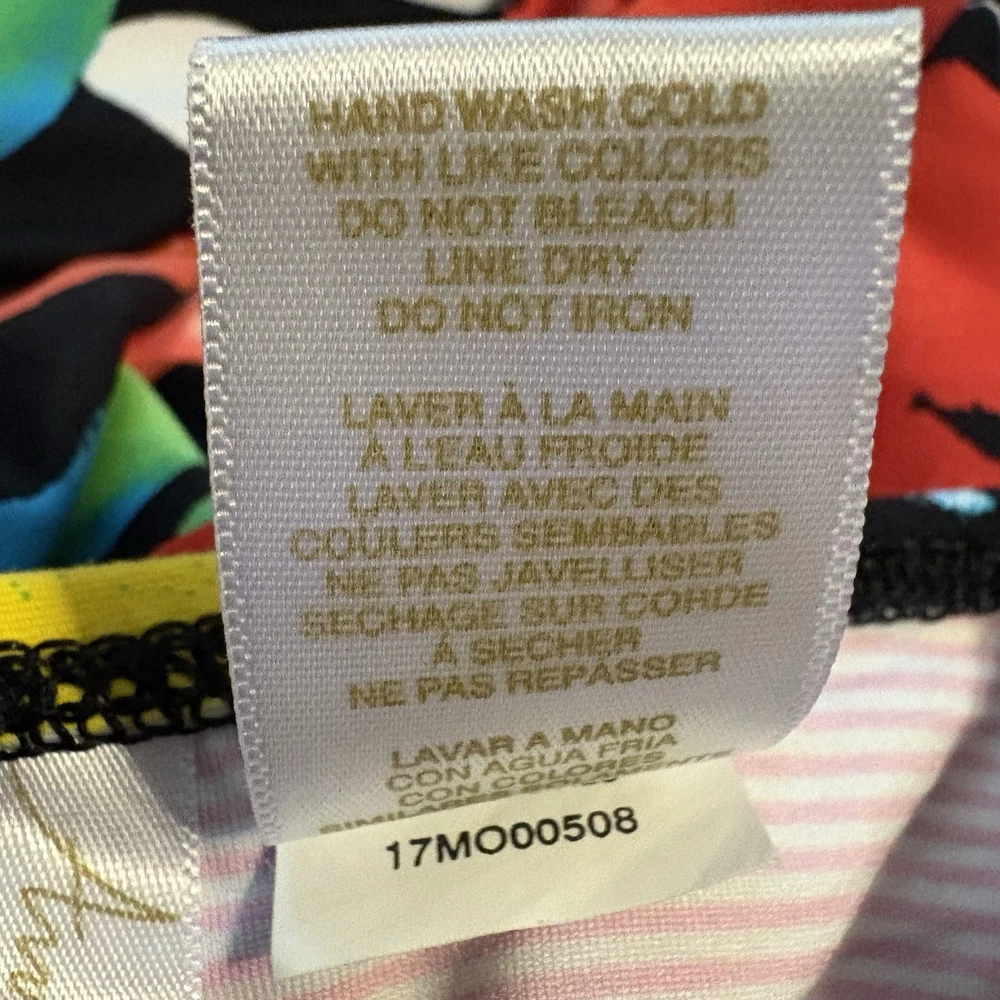 HAND WASH COLD
WITH LIKE COLORS
DO NOT BLEACH
LINE DRY
DO NOT IRON
LAVER À LA MAIN
À L'EAU FROIDE
LAVER AVEC DES
COULERS SEMBABLES
NE PAS JAVELLISER
SECHAGE SUR CORDE
À SECHER
NE PAS REPASSER
LAVAR A MANO
CON AGUA FRIA
CON COLORES
17MO00508